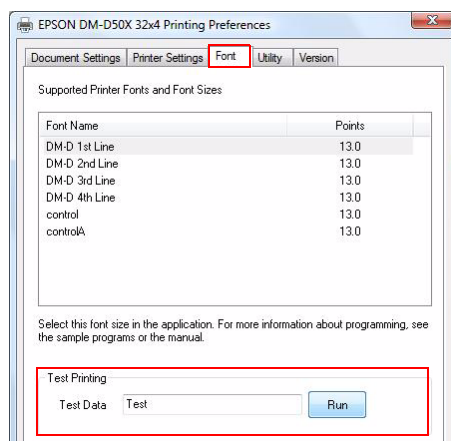 EPSON DM-D50X 32x4 Printing Preferences
Document Settings Printer Settings Font Utility Version
Supported Printer Fonts and Font Sizes
Font Name Points
DM-D 1st Line 13.0
DM-D 2nd Line 13.0
DM-D 3rd Line 13.0
DM-D 4th Line 13.0
control 13.0
controlA 13.0
Select this font size in the application. For more information about programming, see
the sample programs or the manual.
Test Printing
Test Data Test Run